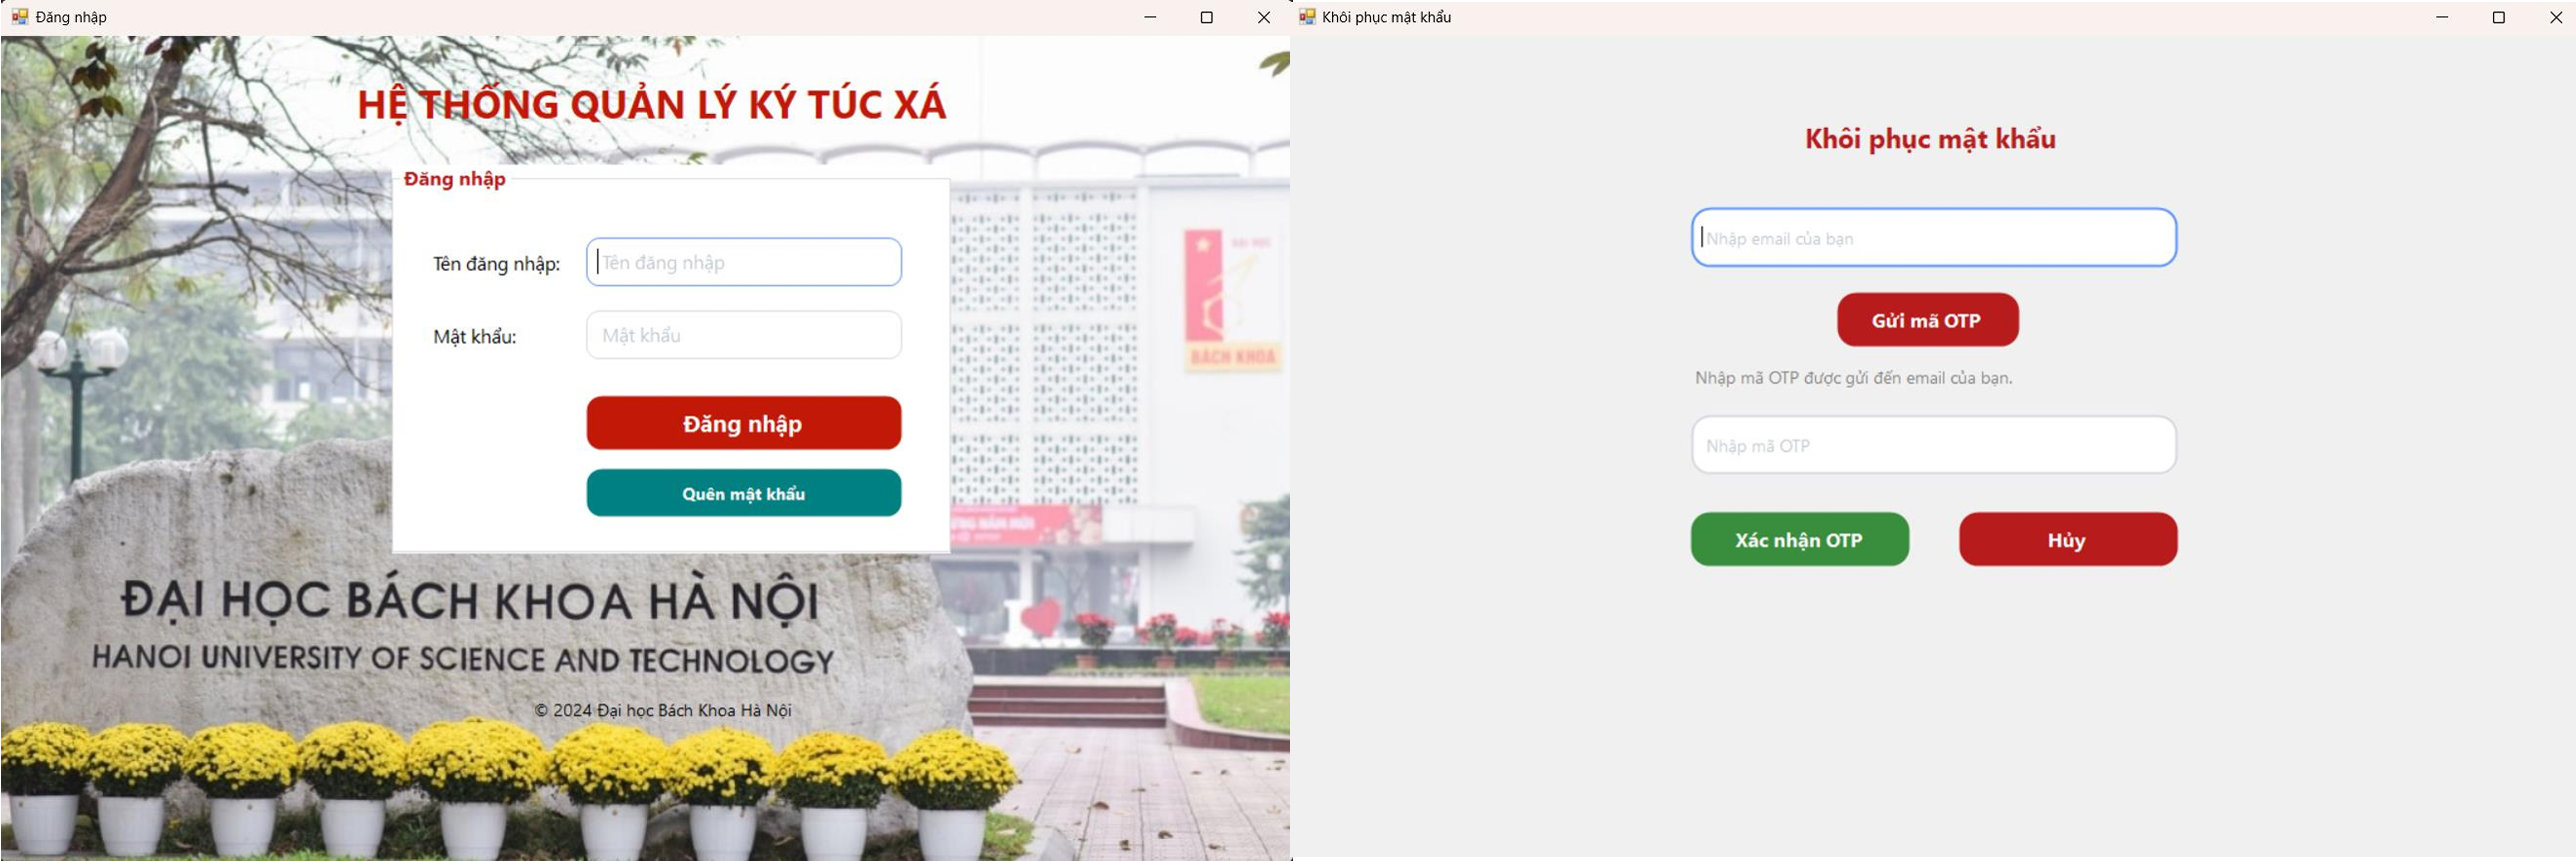 Đăng nhập
HỆ THỐNG QUẢN LÝ KÝ TÚC XÁ
Đăng nhập
Tên đăng nhập:
Tên đăng nhập
Mật khẩu:
Mật khẩu
Đăng nhập
Quên mật khẩu
BÁCH KHOA
ĐẠI HỌC BÁCH KHOA HÀ NỘI
HANOI UNIVERSITY OF SCIENCE AND TECHNOLOGY
© 2024 Đại học Bách Khoa Hà Nội
Khôi phục mật khẩu
Khôi phục mật khẩu
Nhập email của bạn
Gửi mã OTP
Nhập mã OTP được gửi đến email của bạn.
Nhập mã OTP
Xác nhận OTP
Hủy